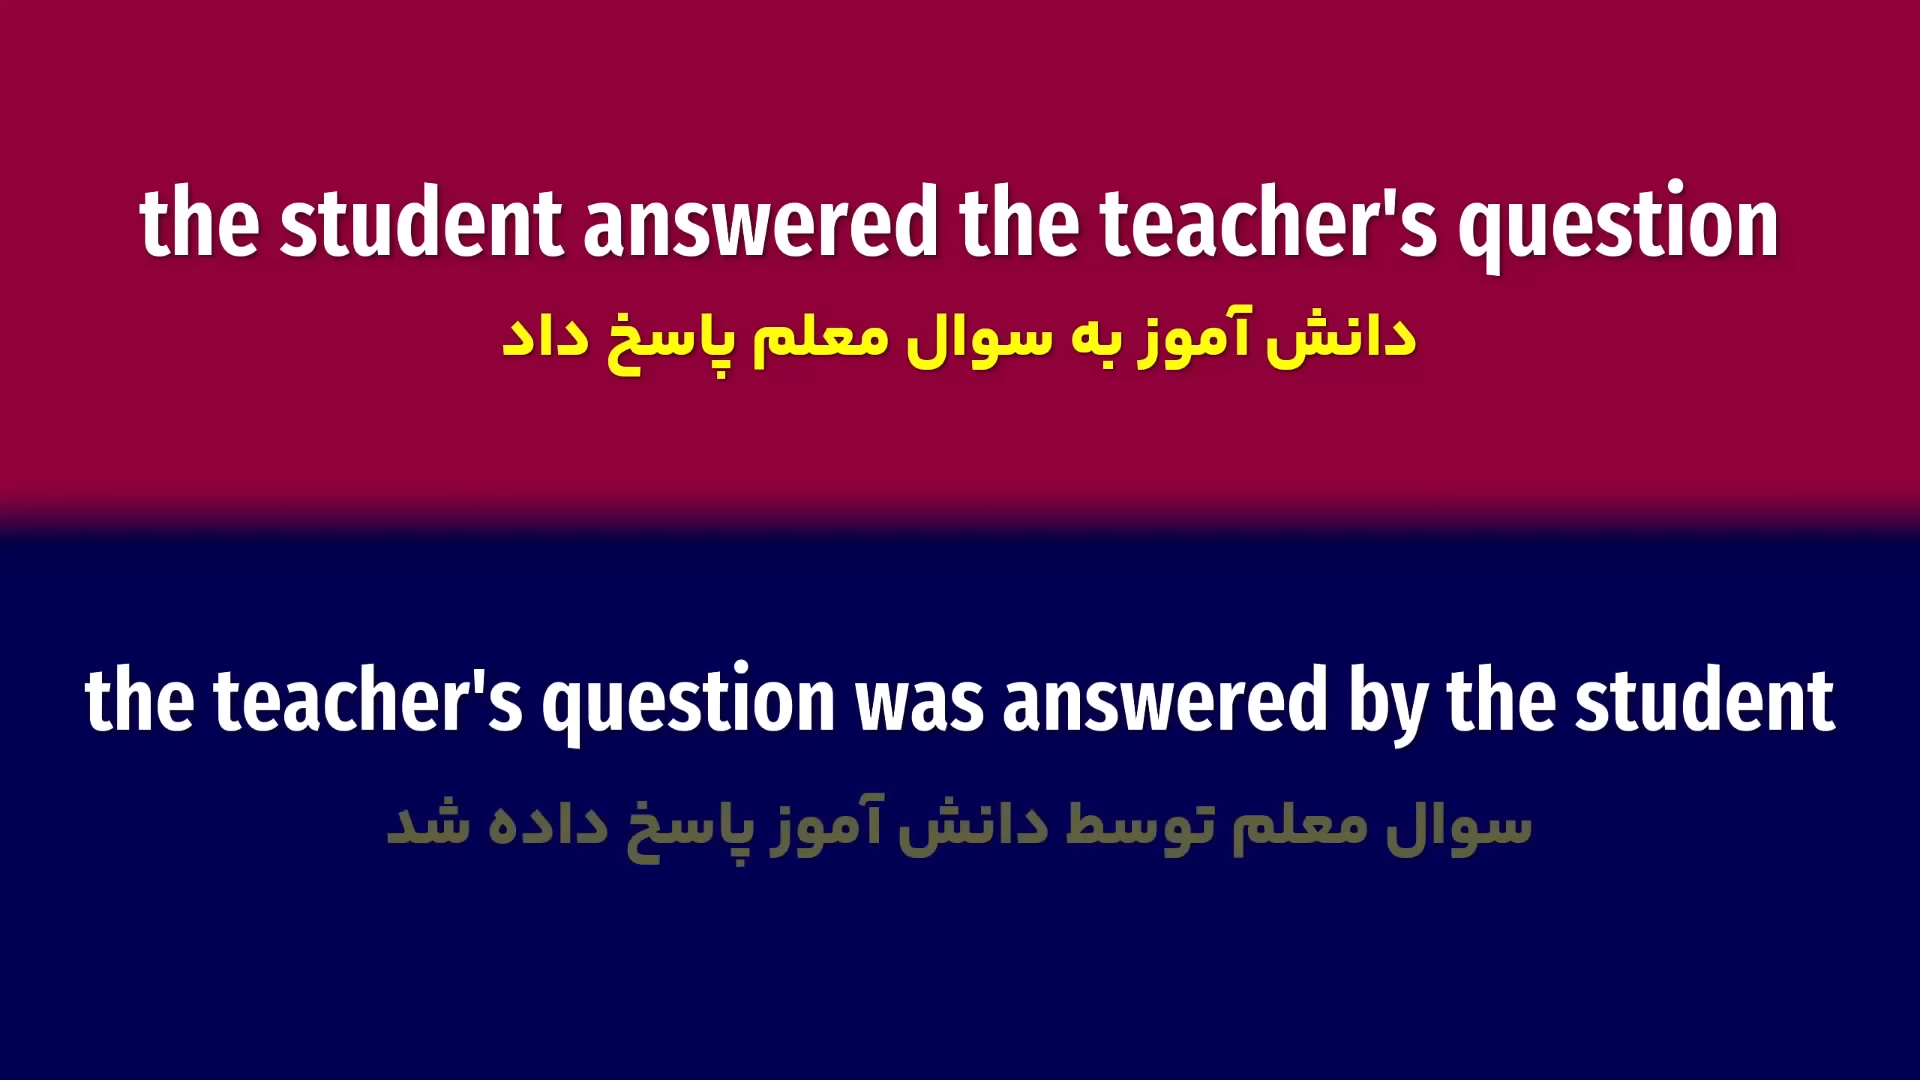 the student answered the teacher's question
دانش آموز به سوال معلم پاسخ داد
the teacher's question was answered by the student
سوال معلم توسط دانش آموز پاسخ داده شد